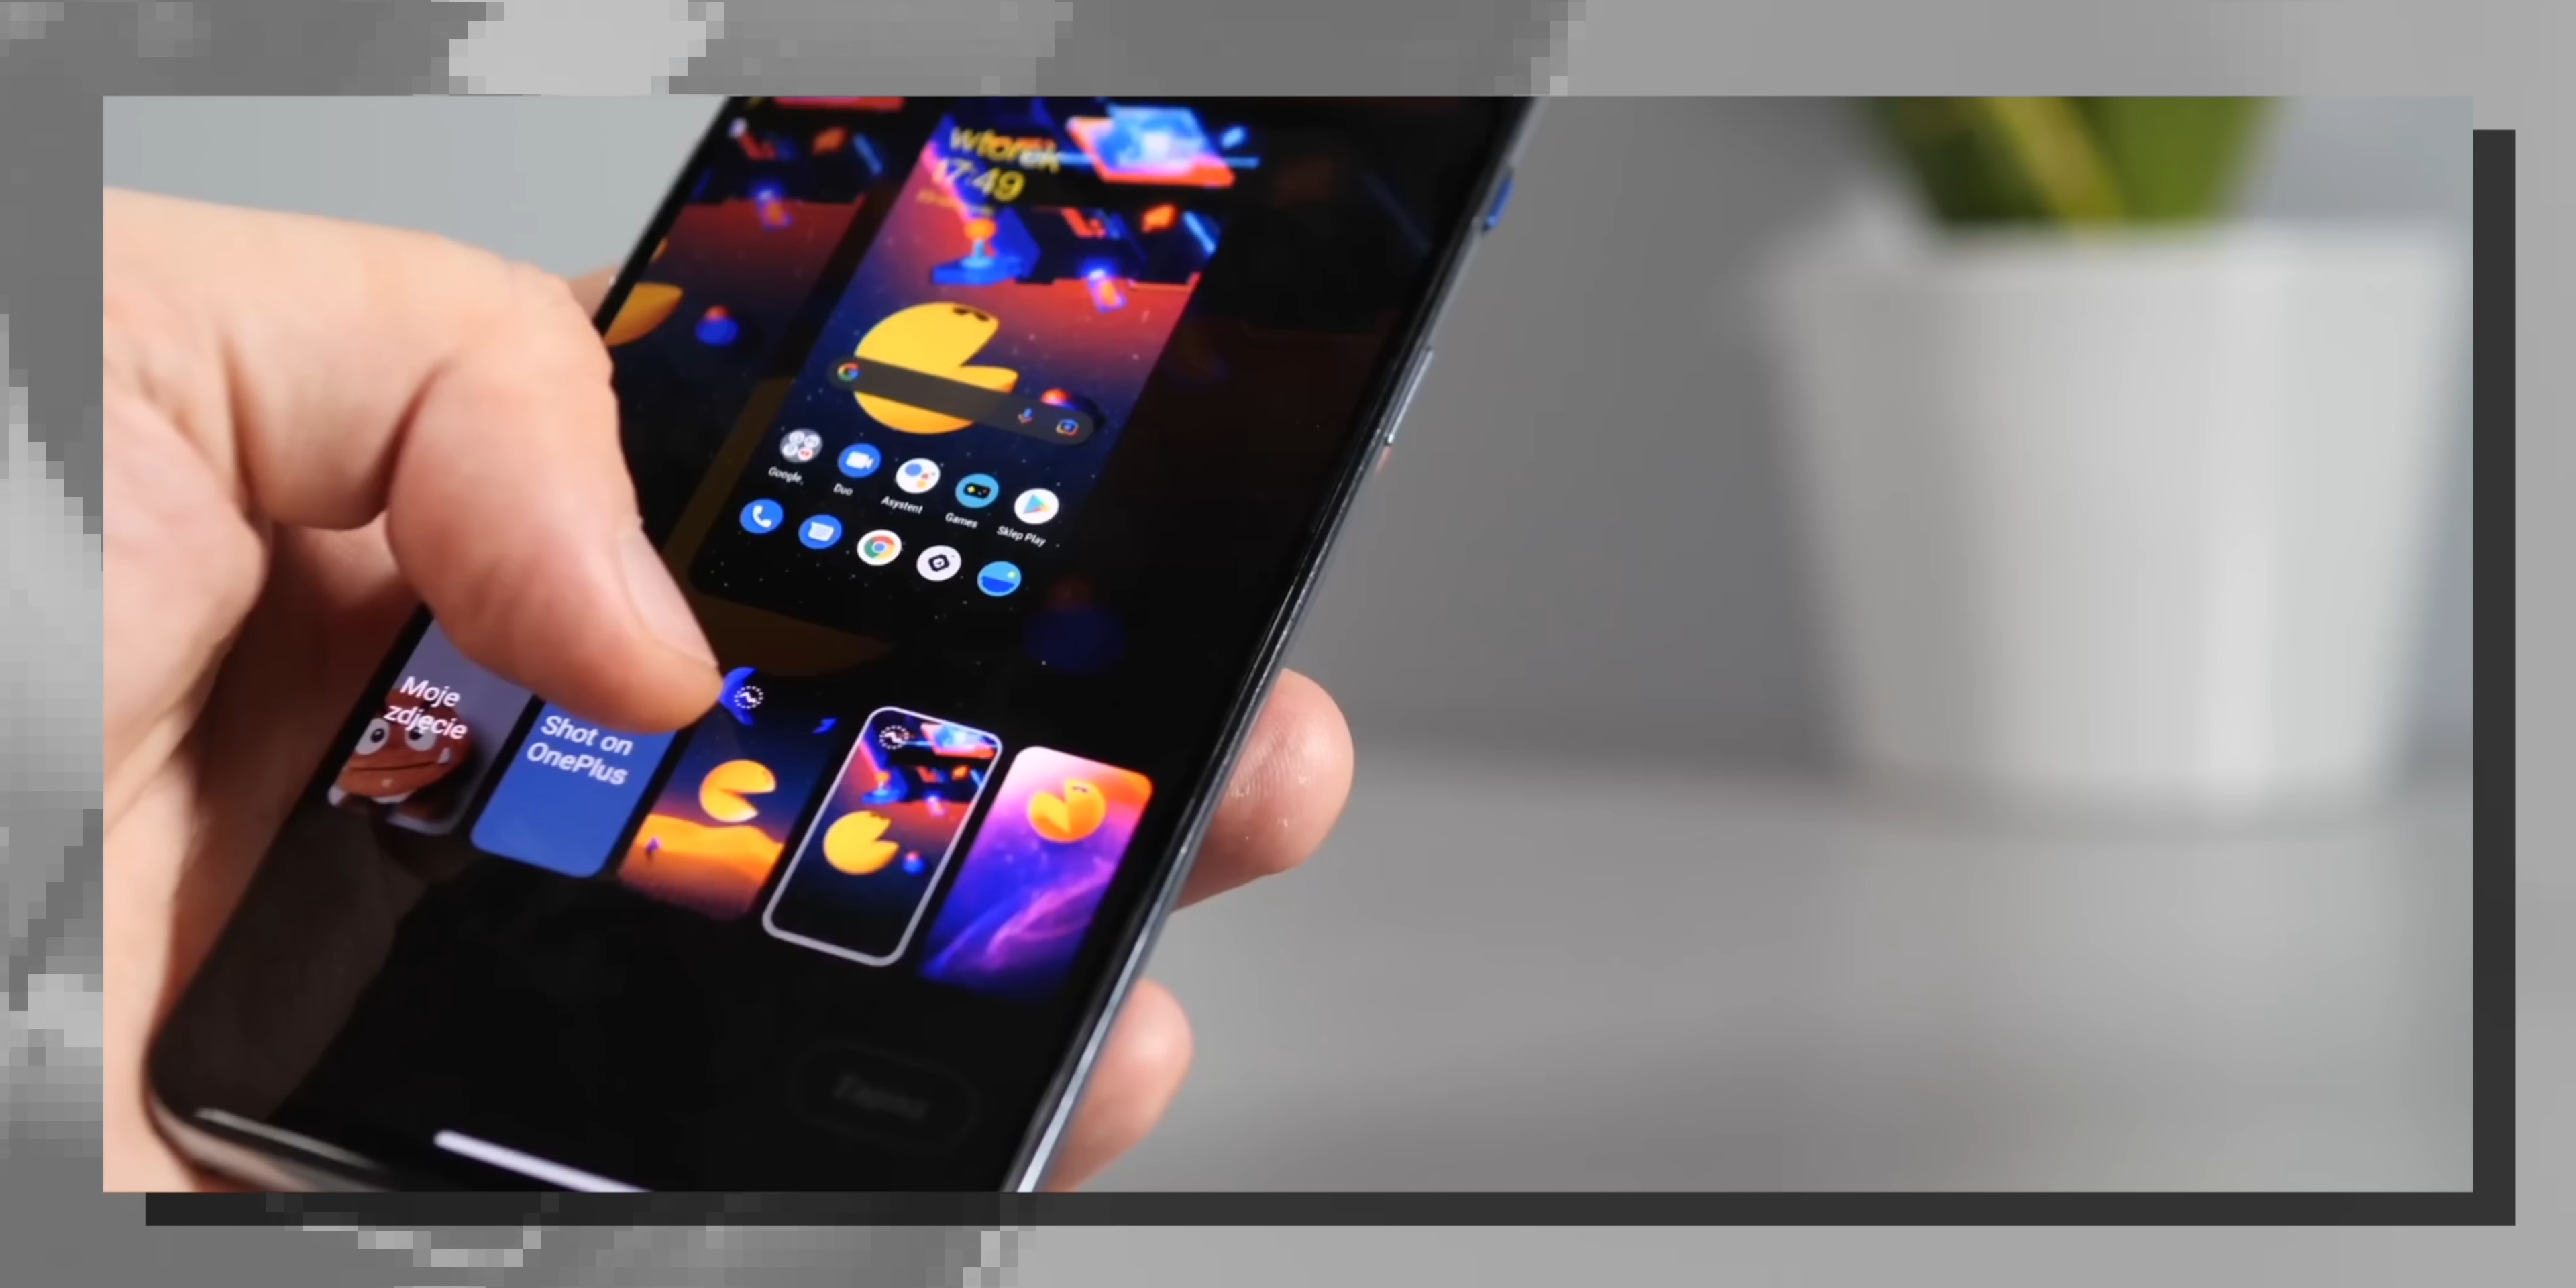 wtorek
17:49
Google,
Duo
Asystent
Games
Sklep Play
Moje
zdjęcie
Shot on
OnePlus